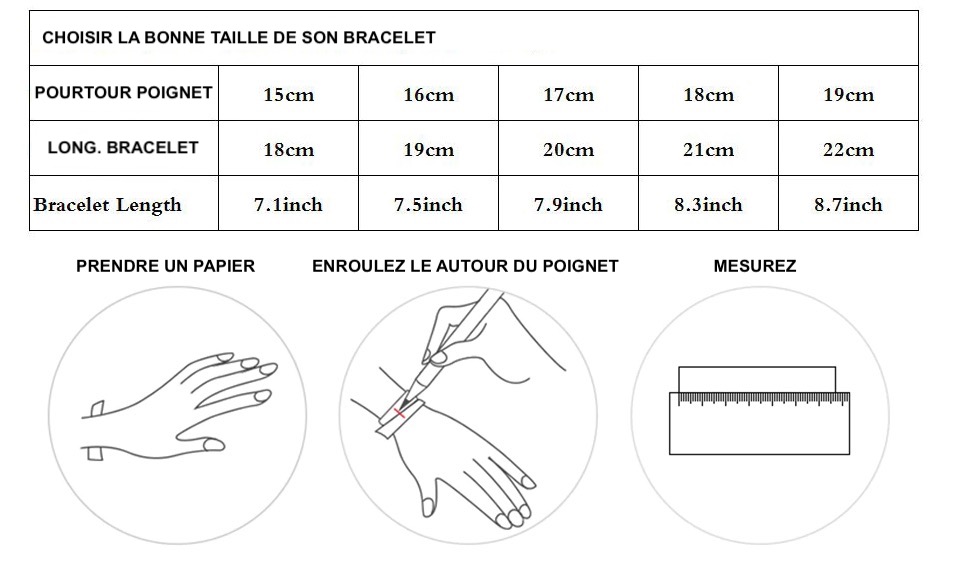 CHOISIR LA BONNE TAILLE DE SON BRACELET
POURTOUR POIGNET 15cm 16cm 17cm 18cm 19cm
LONG. BRACELET 18cm 19cm 20cm 21cm 22cm
Bracelet Length 7.1inch 7.5inch 7.9inch 8.3inch 8.7inch
PRENDRE UN PAPIER ENROULEZ LE AUTOUR DU POIGNET MESUREZ